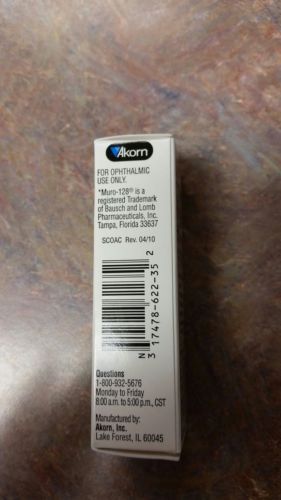 Akorn
FOR OPHTHALMIC
USE ONLY.
*Muro-128® is a
registered Trademark
of Bausch and Lomb
Pharmaceuticals, Inc.
Tampa, Florida 33637
SCOAC Rev. 04/10
N
3 17478-622-35 2
Questions
1-800-932-5676
Monday to Friday
8:00 a.m. to 5:00 p.m., CST
Manufactured by:
Akorn, Inc.
Lake Forest, IL 60045